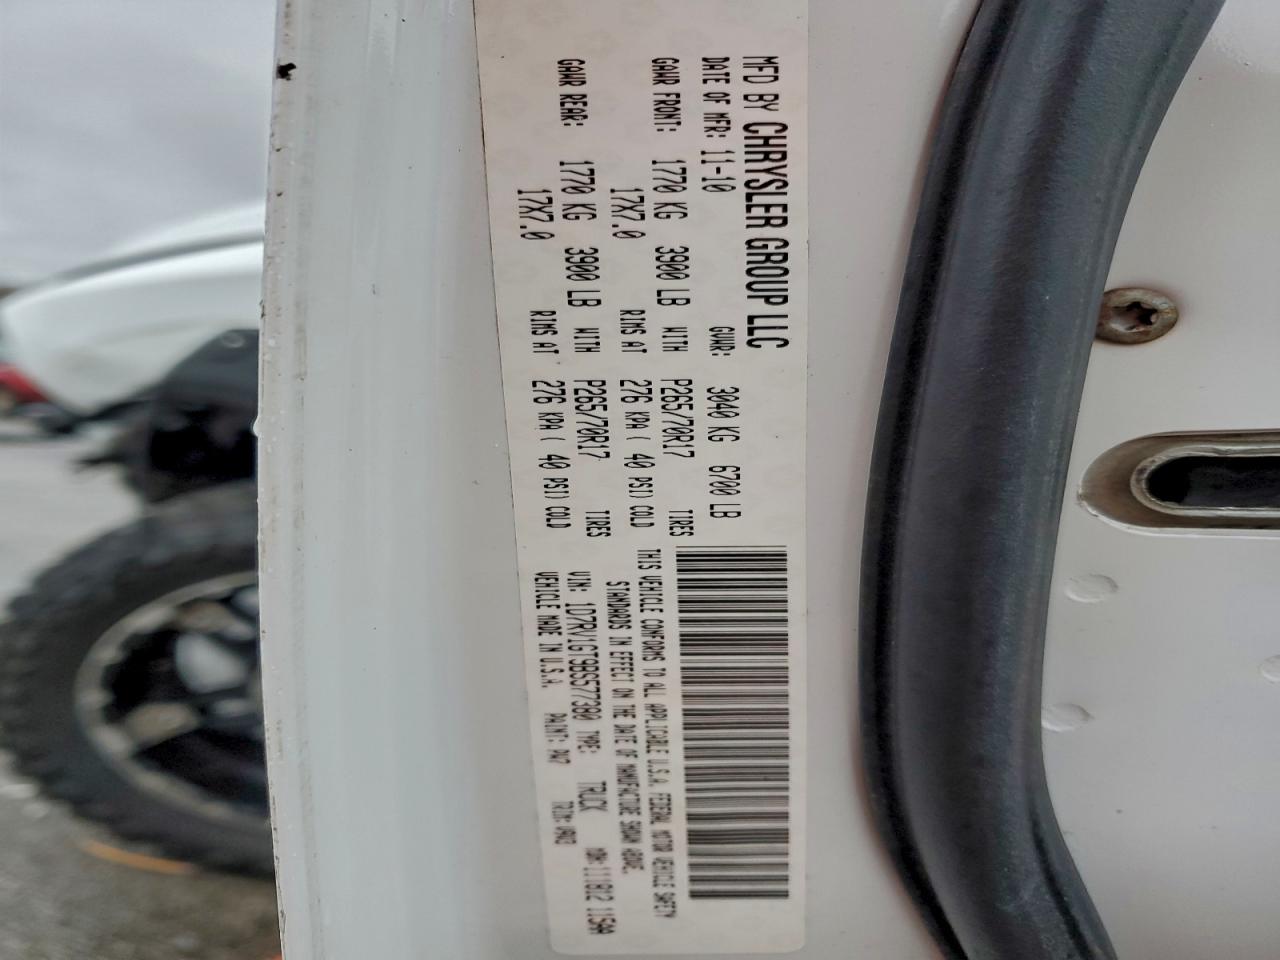 MFD BY CHRYSLER GROUP LLC
DATE OF MFR: 11-10 GVWR: 3040 KG 6700 LB
GAWR FRONT: 1770 KG 3900 LB WITH P265/70R17 TIRES
17X7.0 RIMS AT 276 KPA ( 40 PSI) COLD
GAWR REAR: 1770 KG 3900 LB WITH P265/70R17 TIRES
17X7.0 RIMS AT 276 KPA ( 40 PSI) COLD
THIS VEHICLE CONFORMS TO ALL APPLICABLE U.S.A. FEDERAL MOTOR VEHICLE SAFETY
STANDARDS IN EFFECT ON THE DATE OF MANUFACTURE SHOWN ABOVE.
VIN: 1D7RV1GT9BS577380 TYPE: TRUCK MDH: 111812 115AA
VEHICLE MADE IN U.S.A. PAINT: PW7 TRIM: